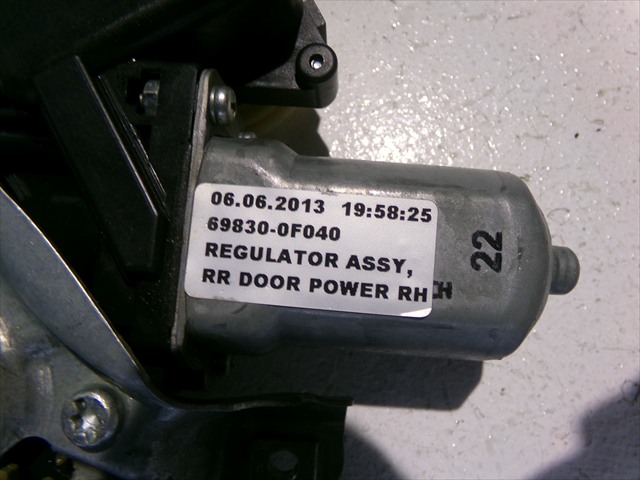 06.06.2013 19:58:25
69830-0F040
REGULATOR ASSY,
RR DOOR POWER RH
22